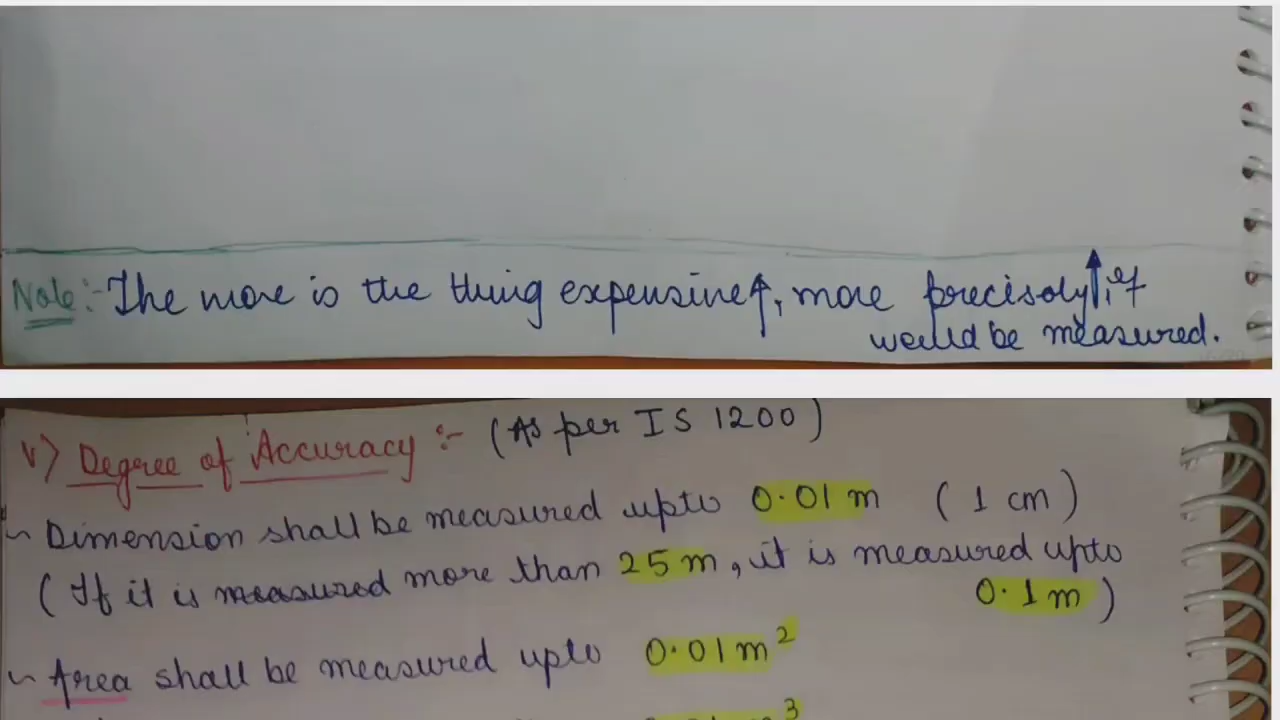 Note:- The more is the thing expensive↑, more precisely↑, it
would be measured.
v) Degree of Accuracy :- (As per IS 1200)
Dimension shall be measured upto 0.01 m (1 cm)
(If it is measured more than 25 m, it is measured upto
0.1 m)
Area shall be measured upto 0.01 m²